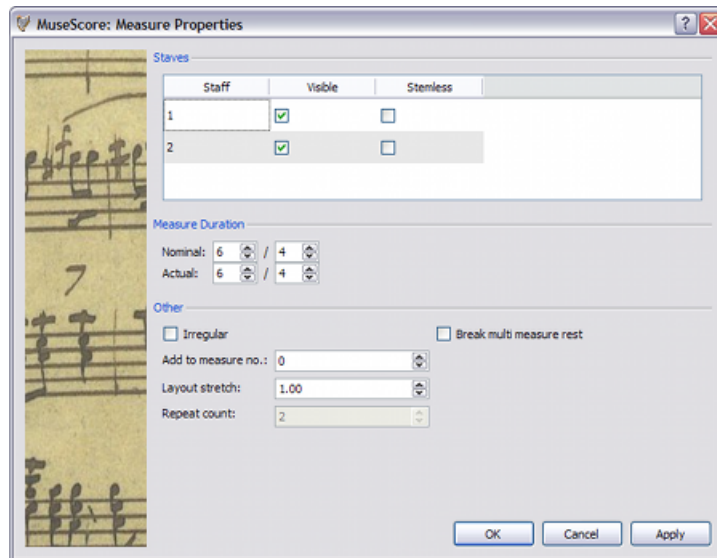 MuseScore: Measure Properties
Staves
Staff Visible Stemless
1
2
Measure Duration
Nominal: 6 / 4
Actual: 6 / 4
Other
Irregular Break multi measure rest
Add to measure no.: 0
Layout stretch: 1.00
Repeat count: 2
OK Cancel Apply